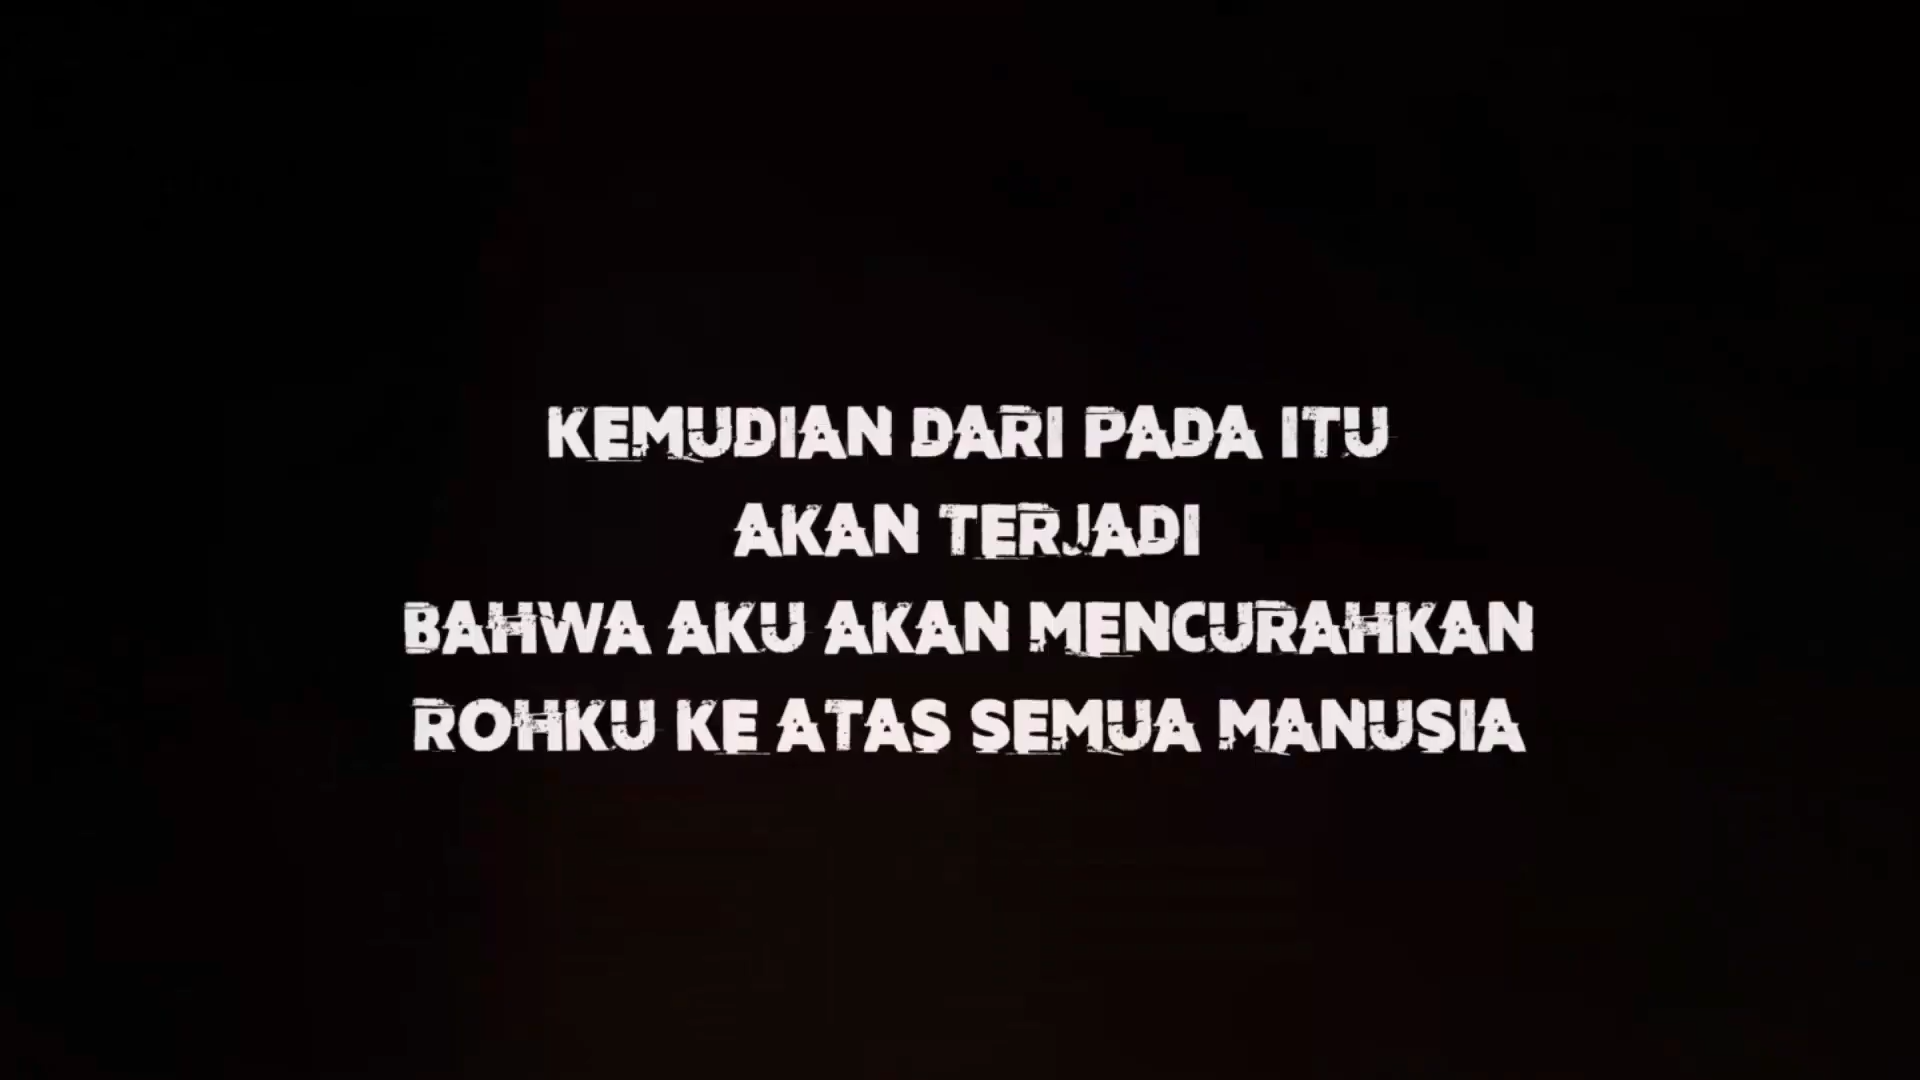 KEMUDIAN DARI PADA ITU
AKAN TERJADI
BAHWA AKU AKAN MENCURAHKAN
ROHKU KE ATAS SEMUA MANUSIA